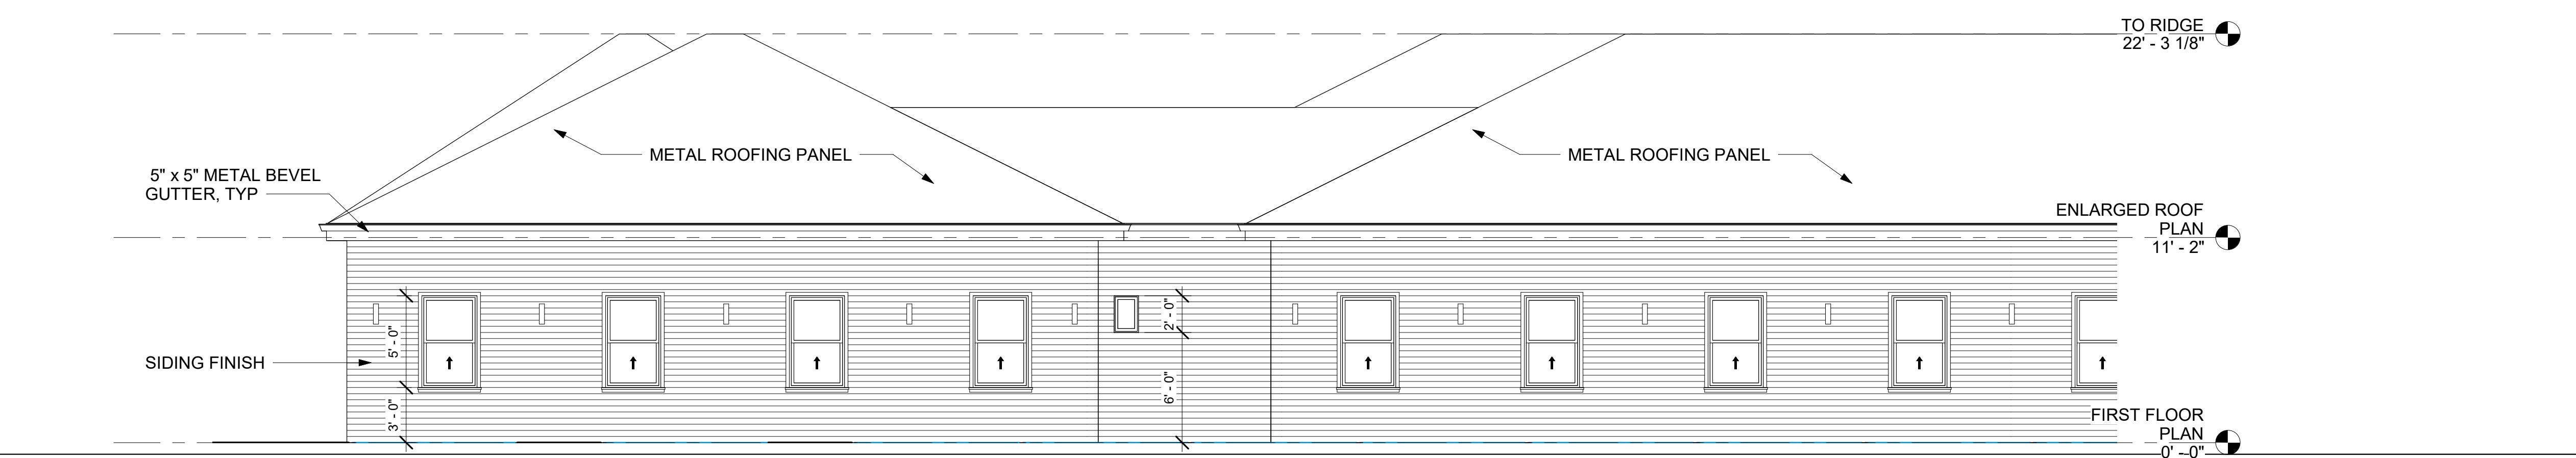 TO RIDGE
22' - 3 1/8"
METAL ROOFING PANEL
METAL ROOFING PANEL
5" x 5" METAL BEVEL
GUTTER, TYP
ENLARGED ROOF
PLAN
11' - 2"
5' - 0"
2' - 0"
SIDING FINISH
3' - 0"
6' - 0"
FIRST FLOOR
PLAN
0' - 0"